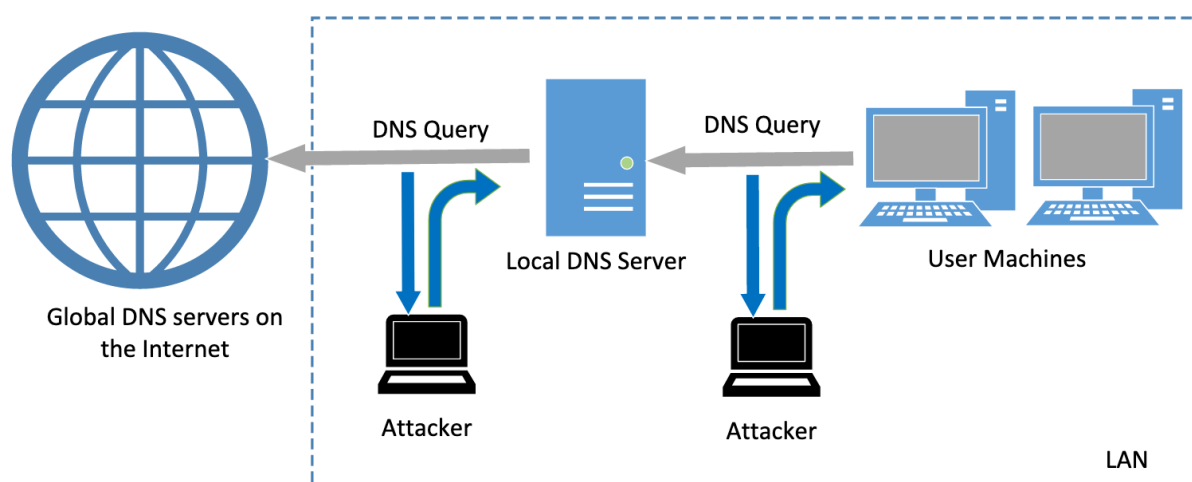 DNS Query
DNS Query
Local DNS Server
User Machines
Global DNS servers on
the Internet
Attacker
Attacker
LAN